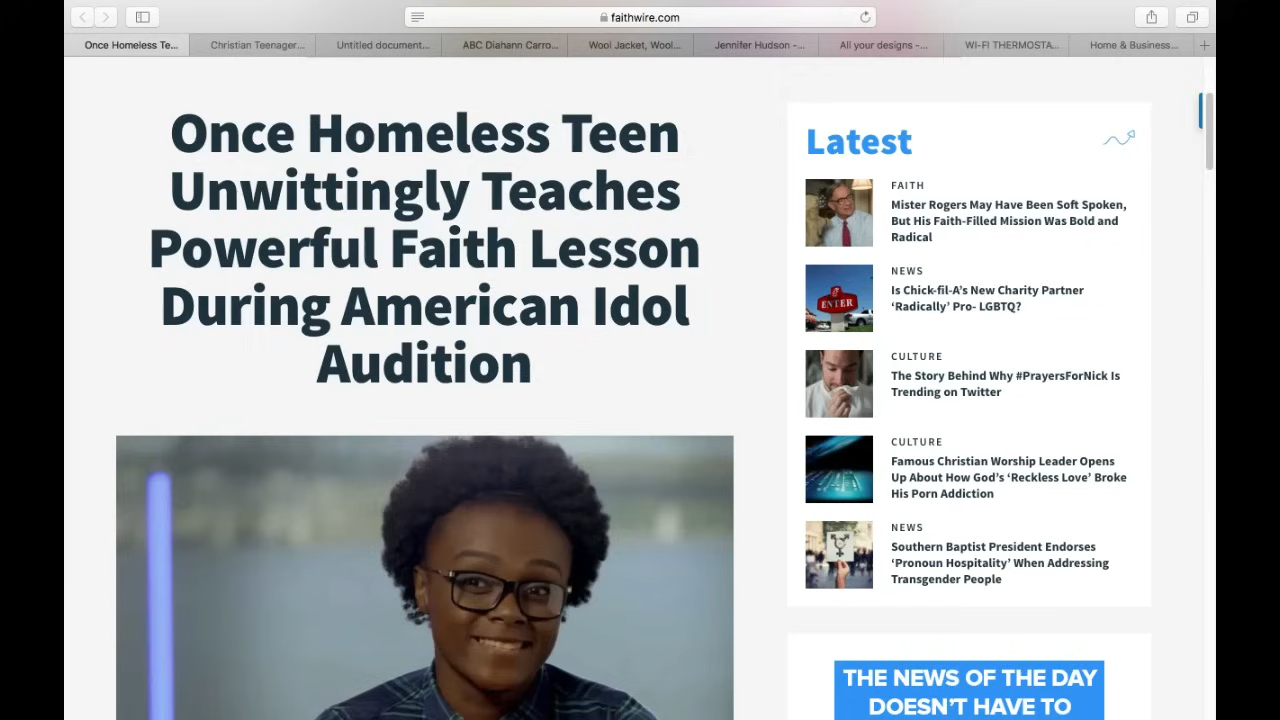 faithwire.com
Once Homeless Te...
Christian Teenager...
Untitled document...
ABC Diahann Carro...
Wool Jacket, Wool...
Jennifer Hudson -...
All your designs -...
WI-FI THERMOSTA...
Home & Business...
Once Homeless Teen
Unwittingly Teaches
Powerful Faith Lesson
During American Idol
Audition
Latest
FAITH
Mister Rogers May Have Been Soft Spoken,
But His Faith-Filled Mission Was Bold and
Radical
NEWS
Is Chick-fil-A’s New Charity Partner
‘Radically’ Pro- LGBTQ?
ENTER
CULTURE
The Story Behind Why #PrayersForNick Is
Trending on Twitter
CULTURE
Famous Christian Worship Leader Opens
Up About How God’s ‘Reckless Love’ Broke
His Porn Addiction
NEWS
Southern Baptist President Endorses
‘Pronoun Hospitality’ When Addressing
Transgender People
THE NEWS OF THE DAY
DOESN’T HAVE TO